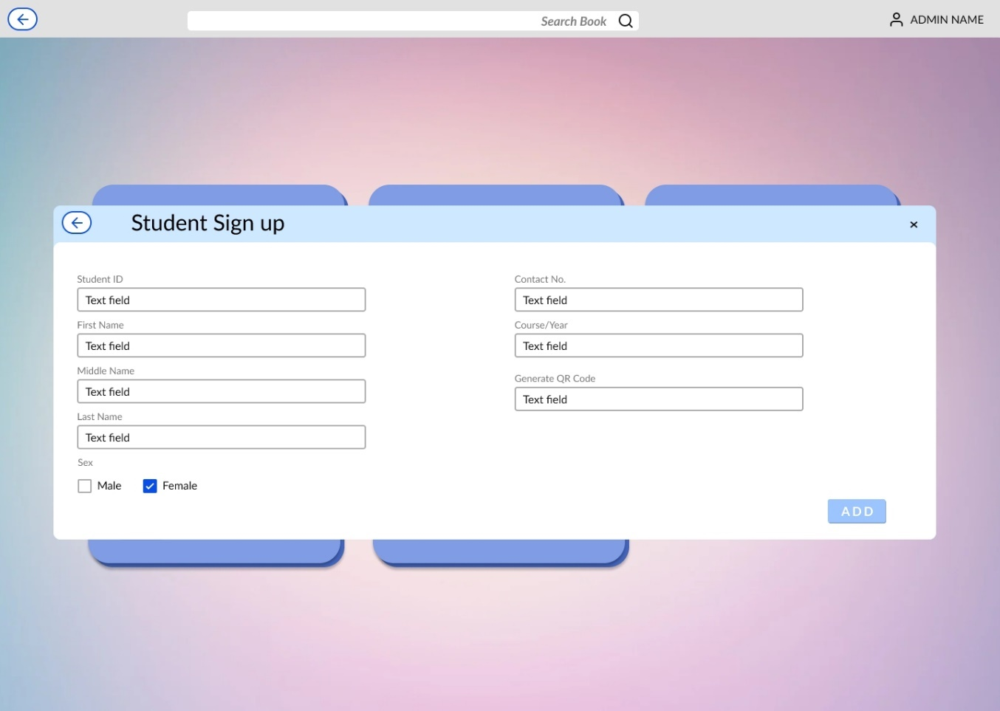 Search Book
ADMIN NAME
Student Sign up
Student ID
Text field
First Name
Text field
Middle Name
Text field
Last Name
Text field
Sex
Male
Female
Contact No.
Text field
Course/Year
Text field
Generate QR Code
Text field
ADD